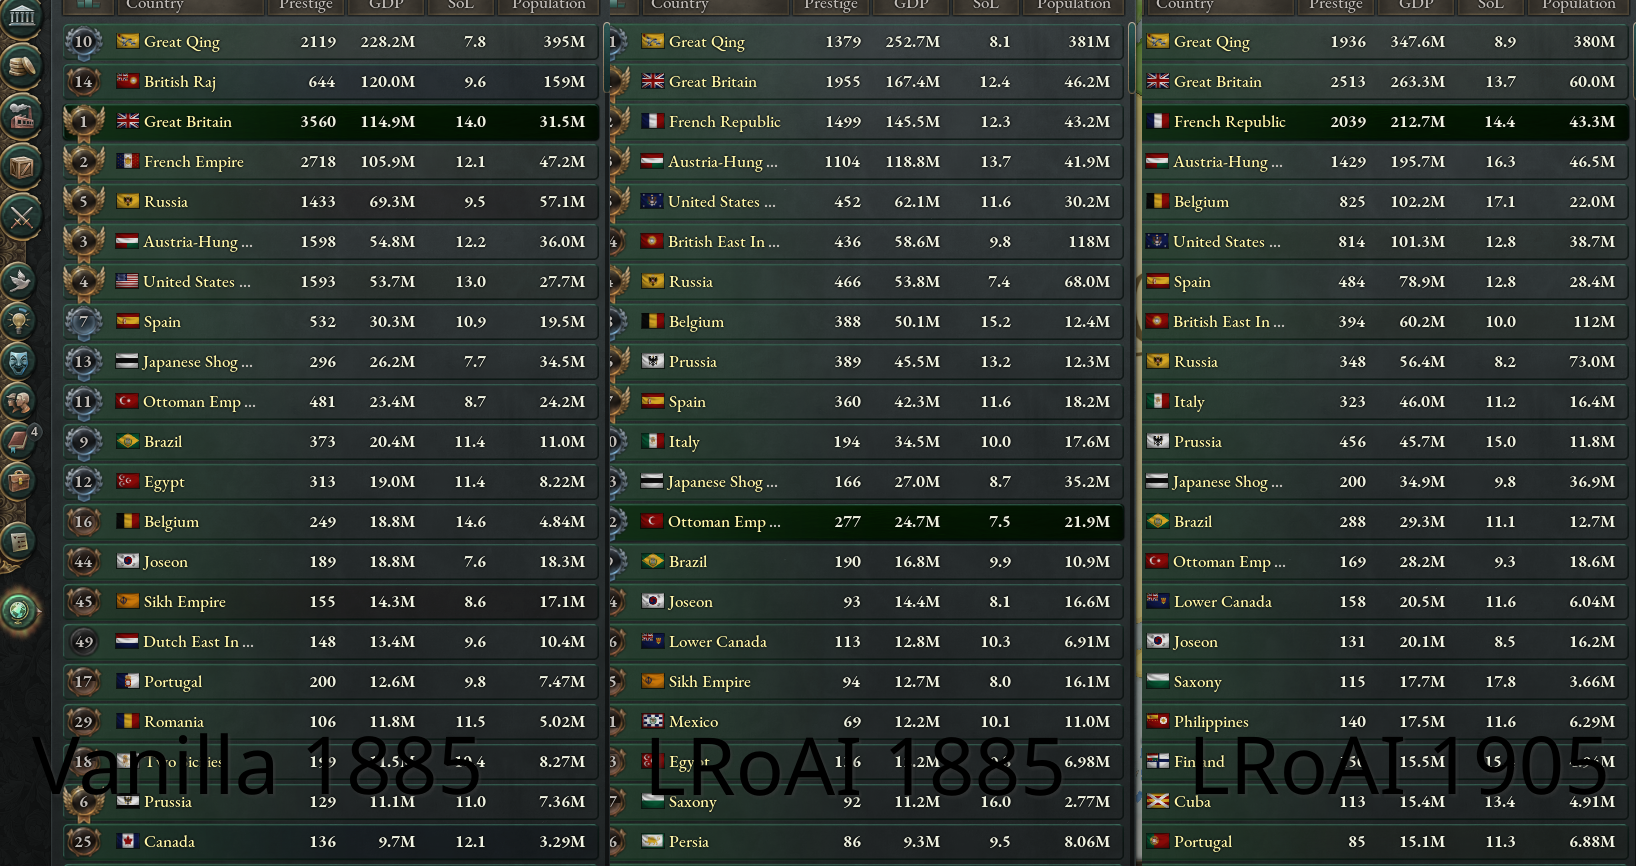 Country Prestige GDP SoL Population
10 Great Qing 2119 228.2M 7.8 395M
14 British Raj 644 120.0M 9.6 159M
1 Great Britain 3560 114.9M 14.0 31.5M
2 French Empire 2718 105.9M 12.1 47.2M
5 Russia 1433 69.3M 9.5 57.1M
3 Austria-Hung ... 1598 54.8M 12.2 36.0M
4 United States ... 1593 53.7M 13.0 27.7M
7 Spain 532 30.3M 10.9 19.5M
13 Japanese Shog ... 296 26.2M 7.7 34.5M
11 Ottoman Emp ... 481 23.4M 8.7 24.2M
9 Brazil 373 20.4M 11.4 11.0M
12 Egypt 313 19.0M 11.4 8.22M
16 Belgium 249 18.8M 14.6 4.84M
44 Joseon 189 18.8M 7.6 18.3M
45 Sikh Empire 155 14.3M 8.6 17.1M
49 Dutch East In ... 148 13.4M 9.6 10.4M
17 Portugal 200 12.6M 9.8 7.47M
29 Romania 106 11.8M 11.5 5.02M
18 Two Sicilies 8.27M
6 Prussia 129 11.1M 11.0 7.36M
25 Canada 136 9.7M 12.1 3.29M
4
Vanilla 1885
Country Prestige GDP SoL Population
Great Qing 1379 252.7M 8.1 381M
Great Britain 1955 167.4M 12.4 46.2M
French Republic 1499 145.5M 12.3 43.2M
Austria-Hung ... 1104 118.8M 13.7 41.9M
United States ... 452 62.1M 11.6 30.2M
British East In ... 436 58.6M 9.8 118M
Russia 466 53.8M 7.4 68.0M
Belgium 388 50.1M 15.2 12.4M
Prussia 389 45.5M 13.2 12.3M
Spain 360 42.3M 11.6 18.2M
Italy 194 34.5M 10.0 17.6M
Japanese Shog ... 166 27.0M 8.7 35.2M
Ottoman Emp ... 277 24.7M 7.5 21.9M
Brazil 190 16.8M 9.9 10.9M
Joseon 93 14.4M 8.1 16.6M
Lower Canada 113 12.8M 10.3 6.91M
Sikh Empire 94 12.7M 8.0 16.1M
Mexico 69 12.2M 10.1 11.0M
Egypt 6.98M
Saxony 92 11.2M 16.0 2.77M
Persia 86 9.3M 9.5 8.06M
LRoAI 1885
Country Prestige GDP SoL Population
Great Qing 1936 347.6M 8.9 380M
Great Britain 2513 263.3M 13.7 60.0M
French Republic 2039 212.7M 14.4 43.3M
Austria-Hung ... 1429 195.7M 16.3 46.5M
Belgium 825 102.2M 17.1 22.0M
United States ... 814 101.3M 12.8 38.7M
Spain 484 78.9M 12.8 28.4M
British East In ... 394 60.2M 10.0 112M
Russia 348 56.4M 8.2 73.0M
Italy 323 46.0M 11.2 16.4M
Prussia 456 45.7M 15.0 11.8M
Japanese Shog ... 200 34.9M 9.8 36.9M
Brazil 288 29.3M 11.1 12.7M
Ottoman Emp ... 169 28.2M 9.3 18.6M
Lower Canada 158 20.5M 11.6 6.04M
Joseon 131 20.1M 8.5 16.2M
Saxony 115 17.7M 17.8 3.66M
Philippines 140 17.5M 11.6 6.29M
Finland 15.5M
Cuba 113 15.4M 13.4 4.91M
Portugal 85 15.1M 11.3 6.88M
LRoAI 1905